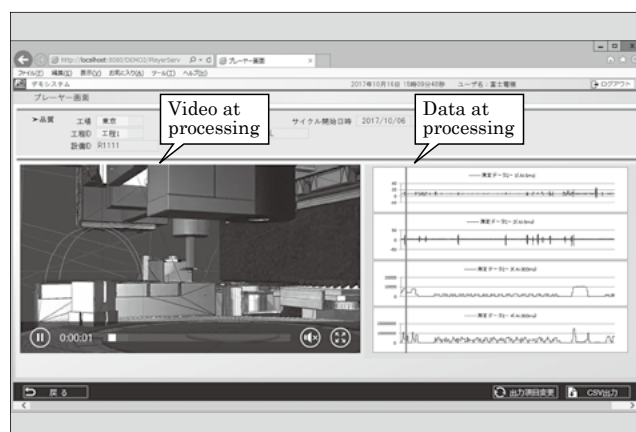 http://localhost:8080/DEMO2/PlayerServ
プレーヤー画面
ファイル(F) 編集(E) 表示(V) お気に入り(A) ツール(T) ヘルプ(H)
デモシステム 2017年10月16日 15時09分48秒 ユーザ名:富士電機 ログアウト
プレーヤー画面
➤品質 工場 東京 サイクル開始日時 2017/10/06
工程ID 工程1
設備ID R1111
Video at
processing
Data at
processing
0:00:01
戻る 出力項目変更 CSV出力